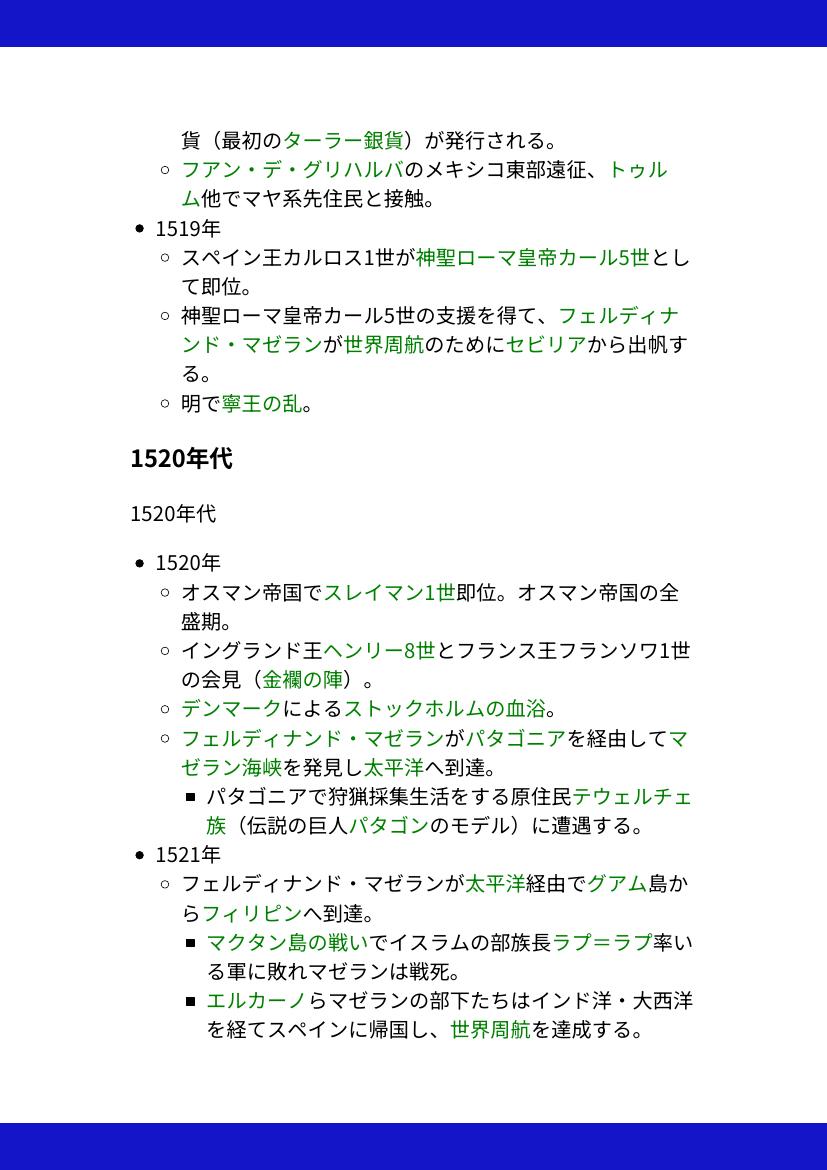 貨（最初のターラー銀貨）が発行される。
フアン・デ・グリハルバのメキシコ東部遠征、トゥル
ム他でマヤ系先住民と接触。
1519年
スペイン王カルロス1世が神聖ローマ皇帝カール5世とし
て即位。
神聖ローマ皇帝カール5世の支援を得て、フェルディナ
ンド・マゼランが世界周航のためにセビリアから出帆す
る。
明で寧王の乱。
1520年代
1520年代
1520年
オスマン帝国でスレイマン1世即位。オスマン帝国の全
盛期。
イングランド王ヘンリー8世とフランス王フランソワ1世
の会見（金襴の陣）。
デンマークによるストックホルムの血浴。
フェルディナンド・マゼランがパタゴニアを経由してマ
ゼラン海峡を発見し太平洋へ到達。
パタゴニアで狩猟採集生活をする原住民テウェルチェ
族（伝説の巨人パタゴンのモデル）に遭遇する。
1521年
フェルディナンド・マゼランが太平洋経由でグアム島か
らフィリピンへ到達。
マクタン島の戦いでイスラムの部族長ラプ＝ラプ率い
る軍に敗れマゼランは戦死。
エルカーノらマゼランの部下たちはインド洋・大西洋
を経てスペインに帰国し、世界周航を達成する。